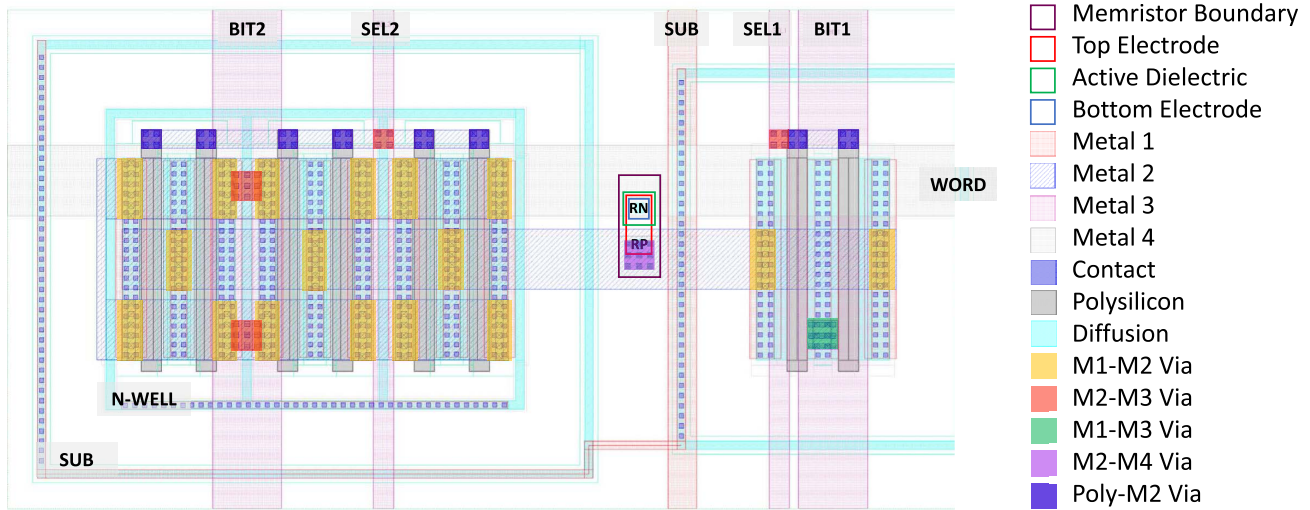 BIT2
SEL2
SUB
SEL1
BIT1
WORD
RN
RP
N-WELL
SUB
Memristor Boundary
Top Electrode
Active Dielectric
Bottom Electrode
Metal 1
Metal 2
Metal 3
Metal 4
Contact
Polysilicon
Diffusion
M1-M2 Via
M2-M3 Via
M1-M3 Via
M2-M4 Via
Poly-M2 Via